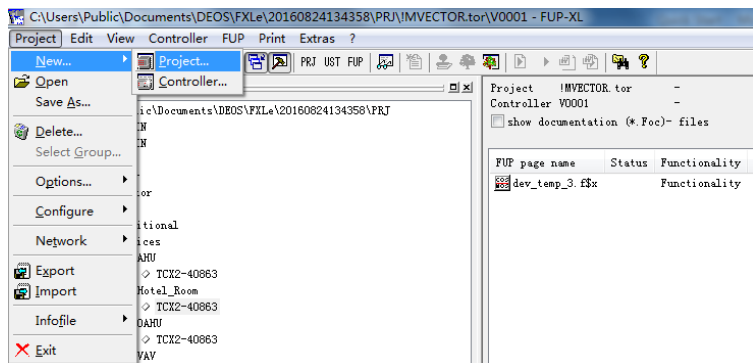 C:\Users\Public\Documents\DEOS\FXLe\20160824134358\PRJ\!MVECTOR.tor\V0001 - FUP-XL
Project Edit View Controller FUP Print Extras ?
PRJ UST FUP
New...
Project...
Controller...
Open
Save As...
Delete...
Select Group...
Options...
Configure
Network
Export
Import
Infofile
Exit
ic\Documents\DEOS\FXLe\20160824134358\PRJ
IN
IN
tor
itional
ices
AHU
TCX2-40863
Hotel_Room
TCX2-40863
OAHU
TCX2-40863
VAV
Project !MVECTOR.tor -
Controller V0001 -
show documentation (*.Foc)- files
FUP page name Status Functionality
dev_temp_3.f$x Functionality